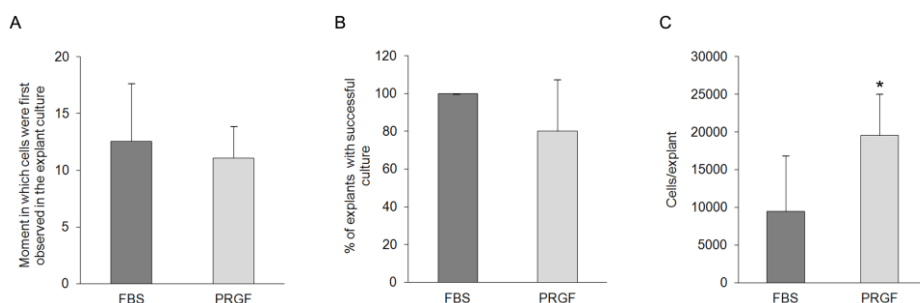 A
Moment in which cells were first
observed in the explant culture
20
15
10
5
0
FBS PRGF
B
% of explants with successful
culture
120
100
80
60
40
20
0
FBS PRGF
C
Cells/explant
30000
25000
20000
15000
10000
5000
0
*
FBS PRGF